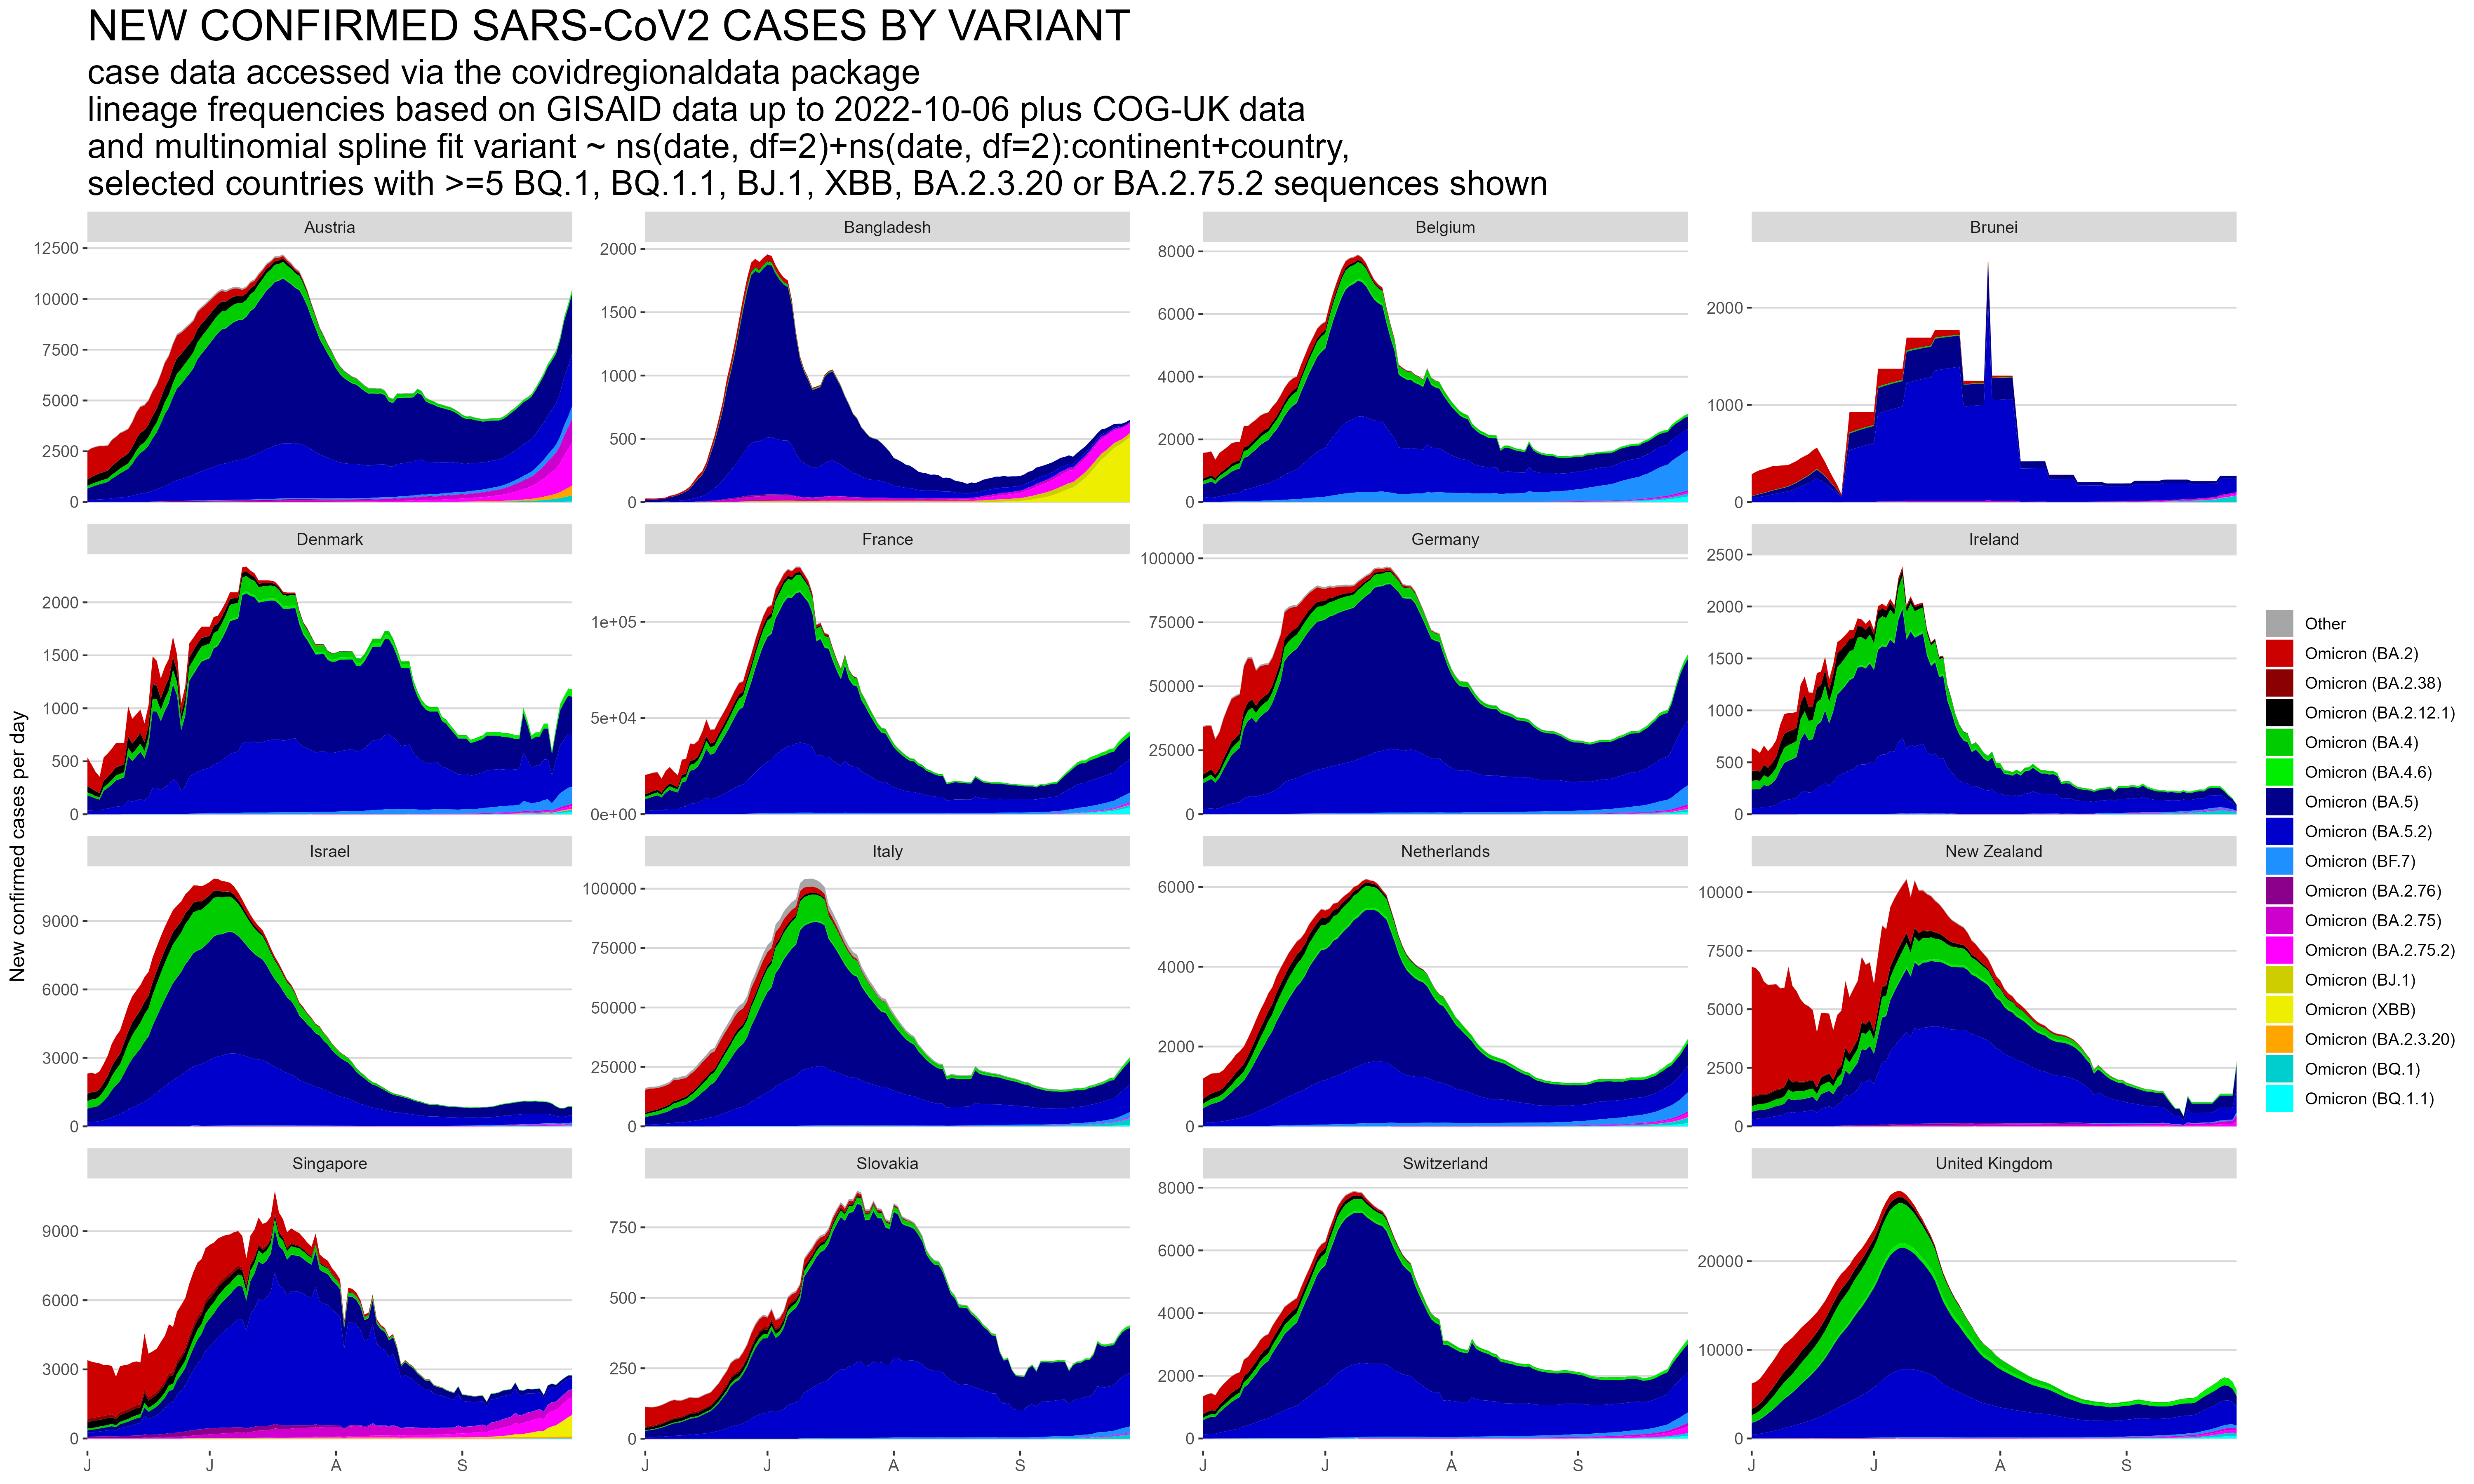 NEW CONFIRMED SARS-CoV2 CASES BY VARIANT
case data accessed via the covidregionaldata package
lineage frequencies based on GISAID data up to 2022-10-06 plus COG-UK data
and multinomial spline fit variant ~ ns(date, df=2)+ns(date, df=2):continent+country,
selected countries with >=5 BQ.1, BQ.1.1, BJ.1, XBB, BA.2.3.20 or BA.2.75.2 sequences shown
New confirmed cases per day
Austria
12500
10000
7500
5000
2500
0
Bangladesh
2000
1500
1000
500
0
Belgium
8000
6000
4000
2000
0
Brunei
2000
1000
0
Denmark
2000
1500
1000
500
0
France
1e+05
5e+04
0e+00
Germany
100000
75000
50000
25000
0
Ireland
2500
2000
1500
1000
500
0
Israel
9000
6000
3000
0
Italy
100000
75000
50000
25000
0
Netherlands
6000
4000
2000
0
New Zealand
10000
7500
5000
2500
0
Singapore
9000
6000
3000
0
J J A S
Slovakia
750
500
250
0
J J A S
Switzerland
8000
6000
4000
2000
0
J J A S
United Kingdom
20000
10000
0
J J A S
Other
Omicron (BA.2)
Omicron (BA.2.38)
Omicron (BA.2.12.1)
Omicron (BA.4)
Omicron (BA.4.6)
Omicron (BA.5)
Omicron (BA.5.2)
Omicron (BF.7)
Omicron (BA.2.76)
Omicron (BA.2.75)
Omicron (BA.2.75.2)
Omicron (BJ.1)
Omicron (XBB)
Omicron (BA.2.3.20)
Omicron (BQ.1)
Omicron (BQ.1.1)